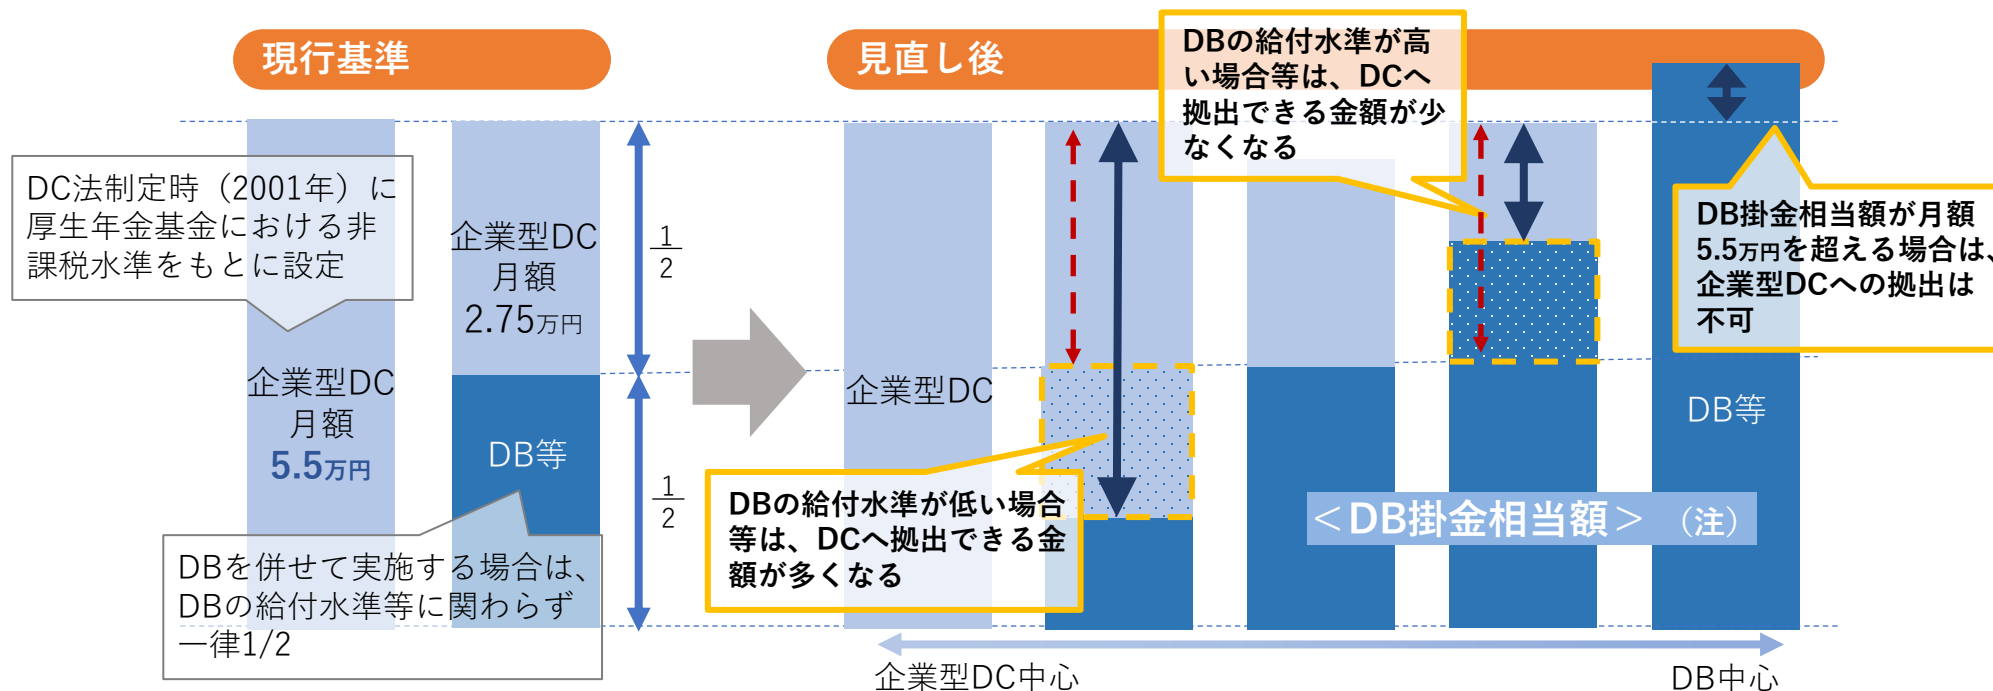 現行基準
DC法制定時（2001年）に
厚生年金基金における非
課税水準をもとに設定
企業型DC
月額
5.5万円
企業型DC
月額
2.75万円
DB等
1
2
1
2
DBを併せて実施する場合は、
DBの給付水準等に関わらず
一律1/2
見直し後
DBの給付水準が高
い場合等は、DCへ
拠出できる金額が少
なくなる
DB掛金相当額が月額
5.5万円を超える場合は、
企業型DCへの拠出は
不可
企業型DC
DB等
DBの給付水準が低い場合
等は、DCへ拠出できる金
額が多くなる
＜DB掛金相当額＞（注）
企業型DC中心
DB中心